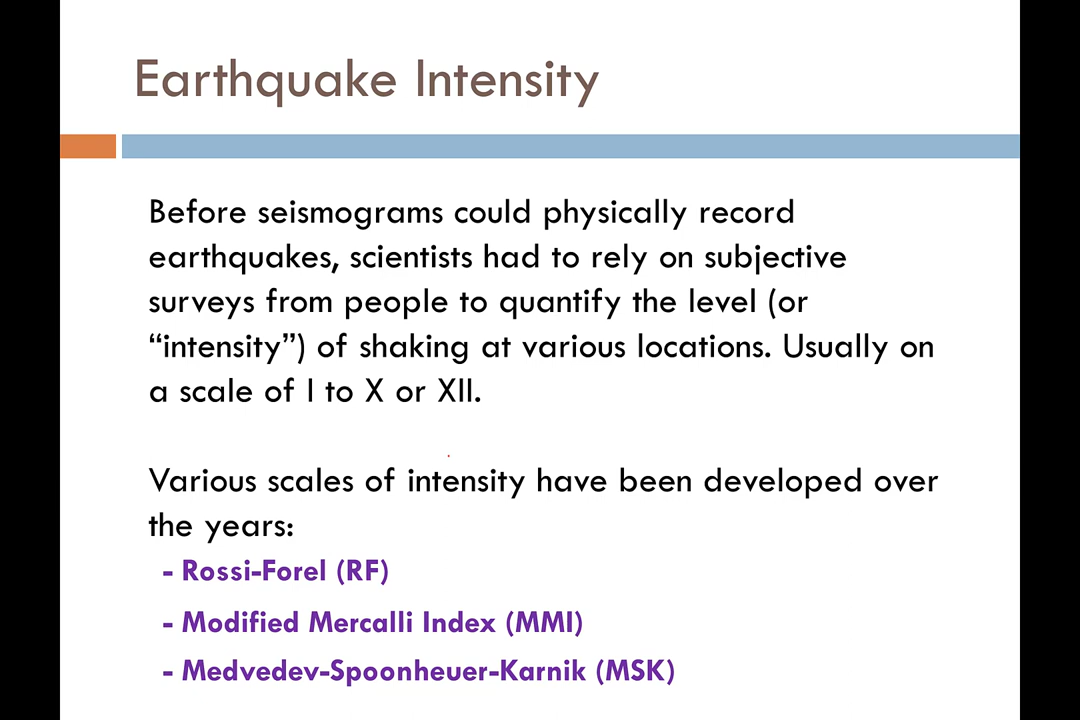 Earthquake Intensity
Before seismograms could physically record
earthquakes, scientists had to rely on subjective
surveys from people to quantify the level (or
“intensity”) of shaking at various locations. Usually on
a scale of I to X or XII.
Various scales of intensity have been developed over
the years:
- Rossi-Forel (RF)
- Modified Mercalli Index (MMI)
- Medvedev-Spoonheuer-Karnik (MSK)